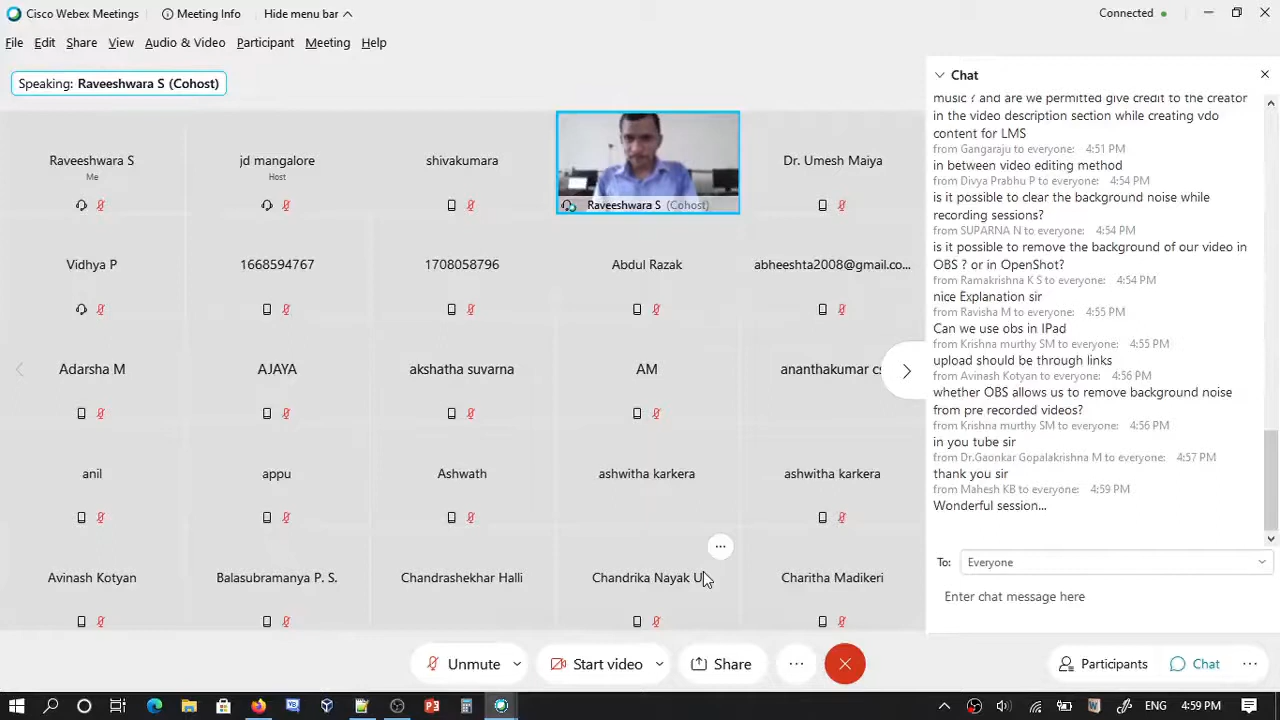 Cisco Webex Meetings
Meeting Info
Hide menu bar
Connected
File Edit Share View Audio & Video Participant Meeting Help
Speaking: Raveeshwara S (Cohost)
Raveeshwara S
Me
jd mangalore
Host
shivakumara
Raveeshwara S (Cohost)
Dr. Umesh Maiya
Vidhya P
1668594767
1708058796
Abdul Razak
abheeshta2008@gmail.co...
Adarsha M
AJAYA
akshatha suvarna
AM
ananthakumar cs
anil
appu
Ashwath
ashwitha karkera
ashwitha karkera
Avinash Kotyan
Balasubramanya P. S.
Chandrashekhar Halli
Chandrika Nayak U
Charitha Madikeri
Unmute
Start video
Share
Chat
music ? and are we permitted give credit to the creator
in the video description section while creating vdo
content for LMS
from Gangaraju to everyone: 4:51 PM
in between video editing method
from Divya Prabhu P to everyone: 4:54 PM
is it possible to clear the background noise while
recording sessions?
from SUPARNA N to everyone: 4:54 PM
is it possible to remove the background of our video in
OBS ? or in OpenShot?
from Ramakrishna K S to everyone: 4:54 PM
nice Explanation sir
from Ravisha M to everyone: 4:55 PM
Can we use obs in IPad
from Krishna murthy SM to everyone: 4:55 PM
upload should be through links
from Avinash Kotyan to everyone: 4:56 PM
whether OBS allows us to remove background noise
from pre recorded videos?
from Krishna murthy SM to everyone: 4:56 PM
in you tube sir
from Dr.Gaonkar Gopalakrishna M to everyone: 4:57 PM
thank you sir
from Mahesh KB to everyone: 4:59 PM
Wonderful session...
To: Everyone
Enter chat message here
Participants
Chat
ENG 4:59 PM